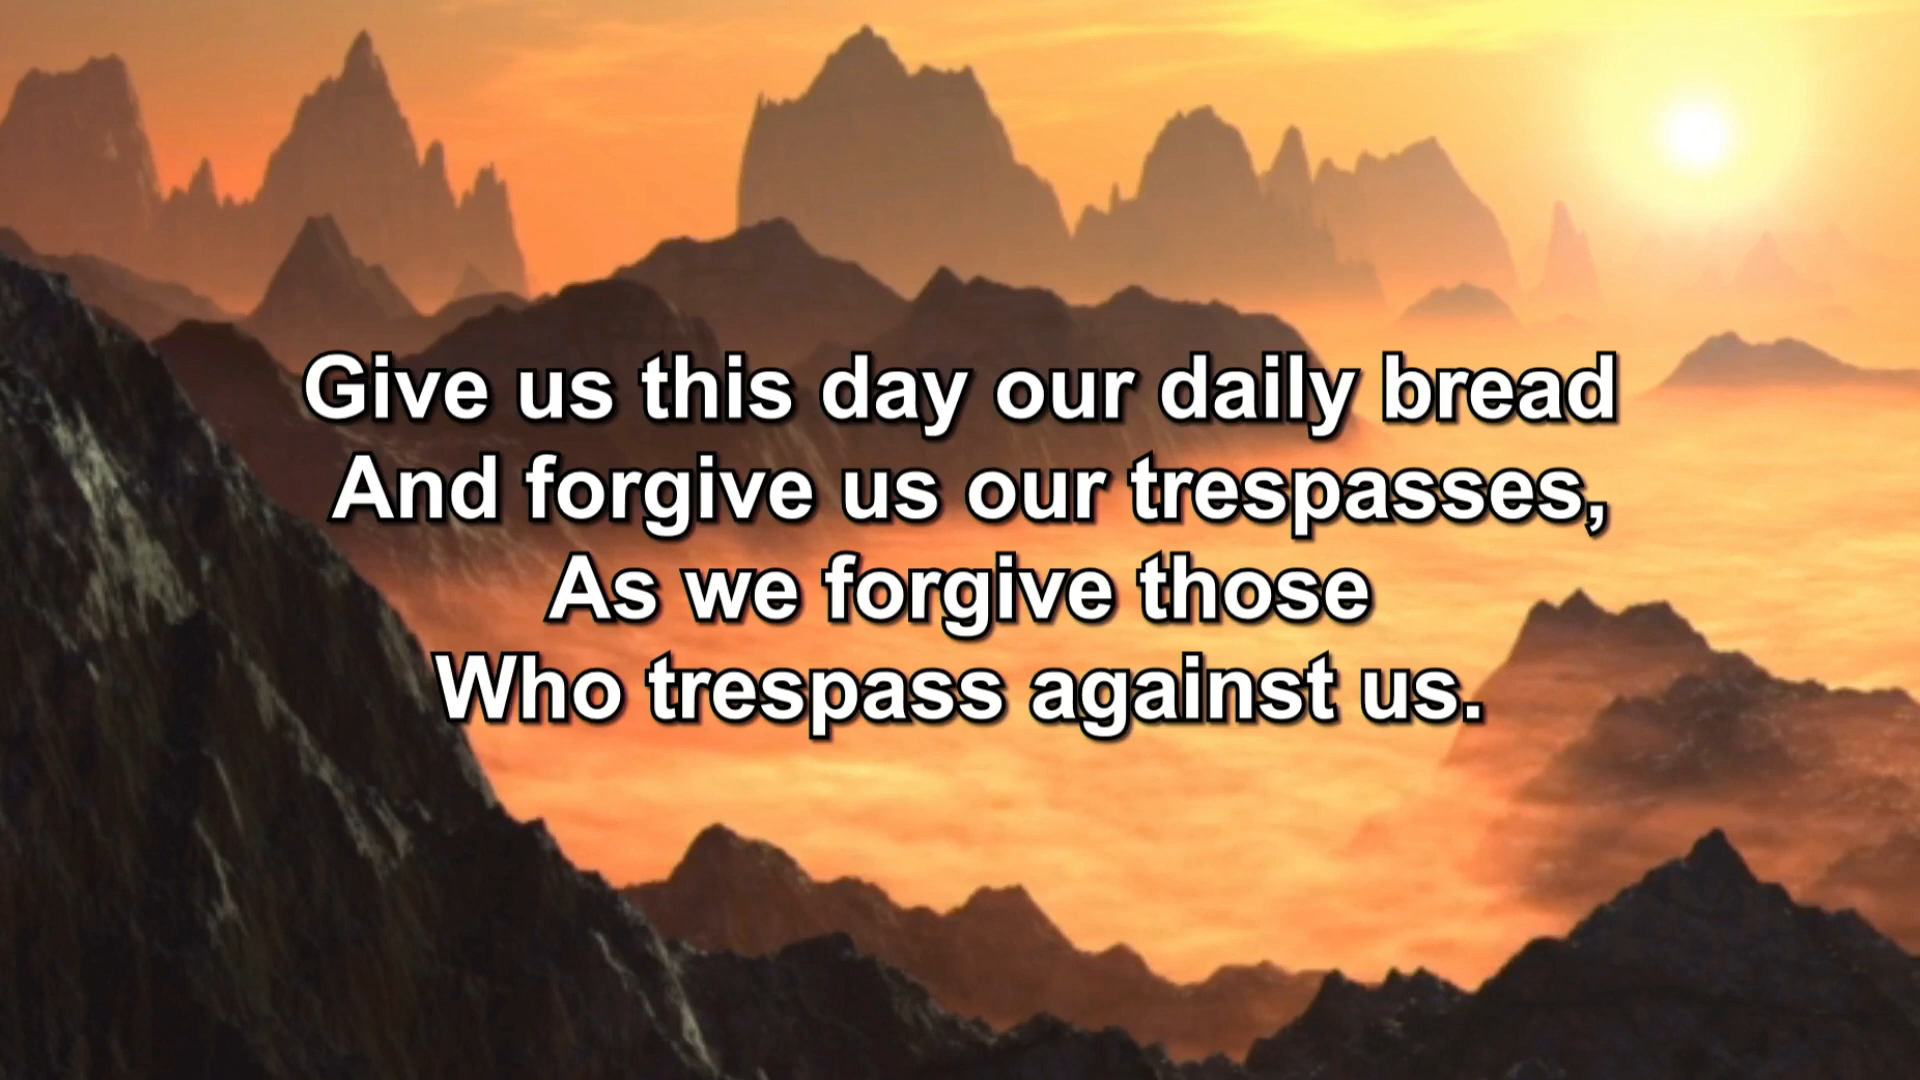 Give us this day our daily bread
And forgive us our trespasses,
As we forgive those
Who trespass against us.